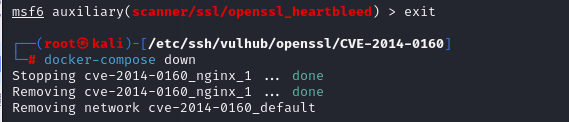 msf6 auxiliary(scanner/ssl/openssl_heartbleed) > exit
┌──(root㉿kali)-[/etc/ssh/vulhub/openssl/CVE-2014-0160]
└─# docker-compose down
Stopping cve-2014-0160_nginx_1 ... done
Removing cve-2014-0160_nginx_1 ... done
Removing network cve-2014-0160_default